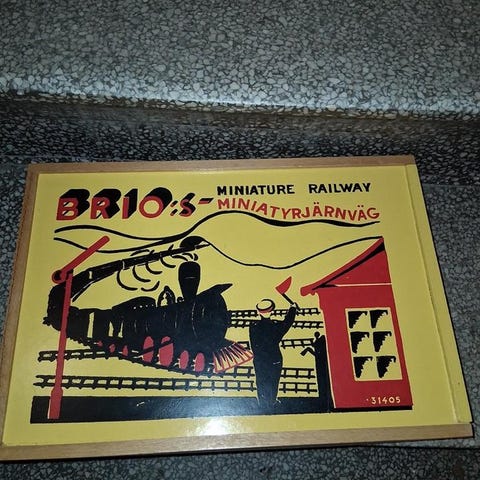 BRIO:s- MINIATURE RAILWAY
MINIATYRJÄRNVÄG
31405